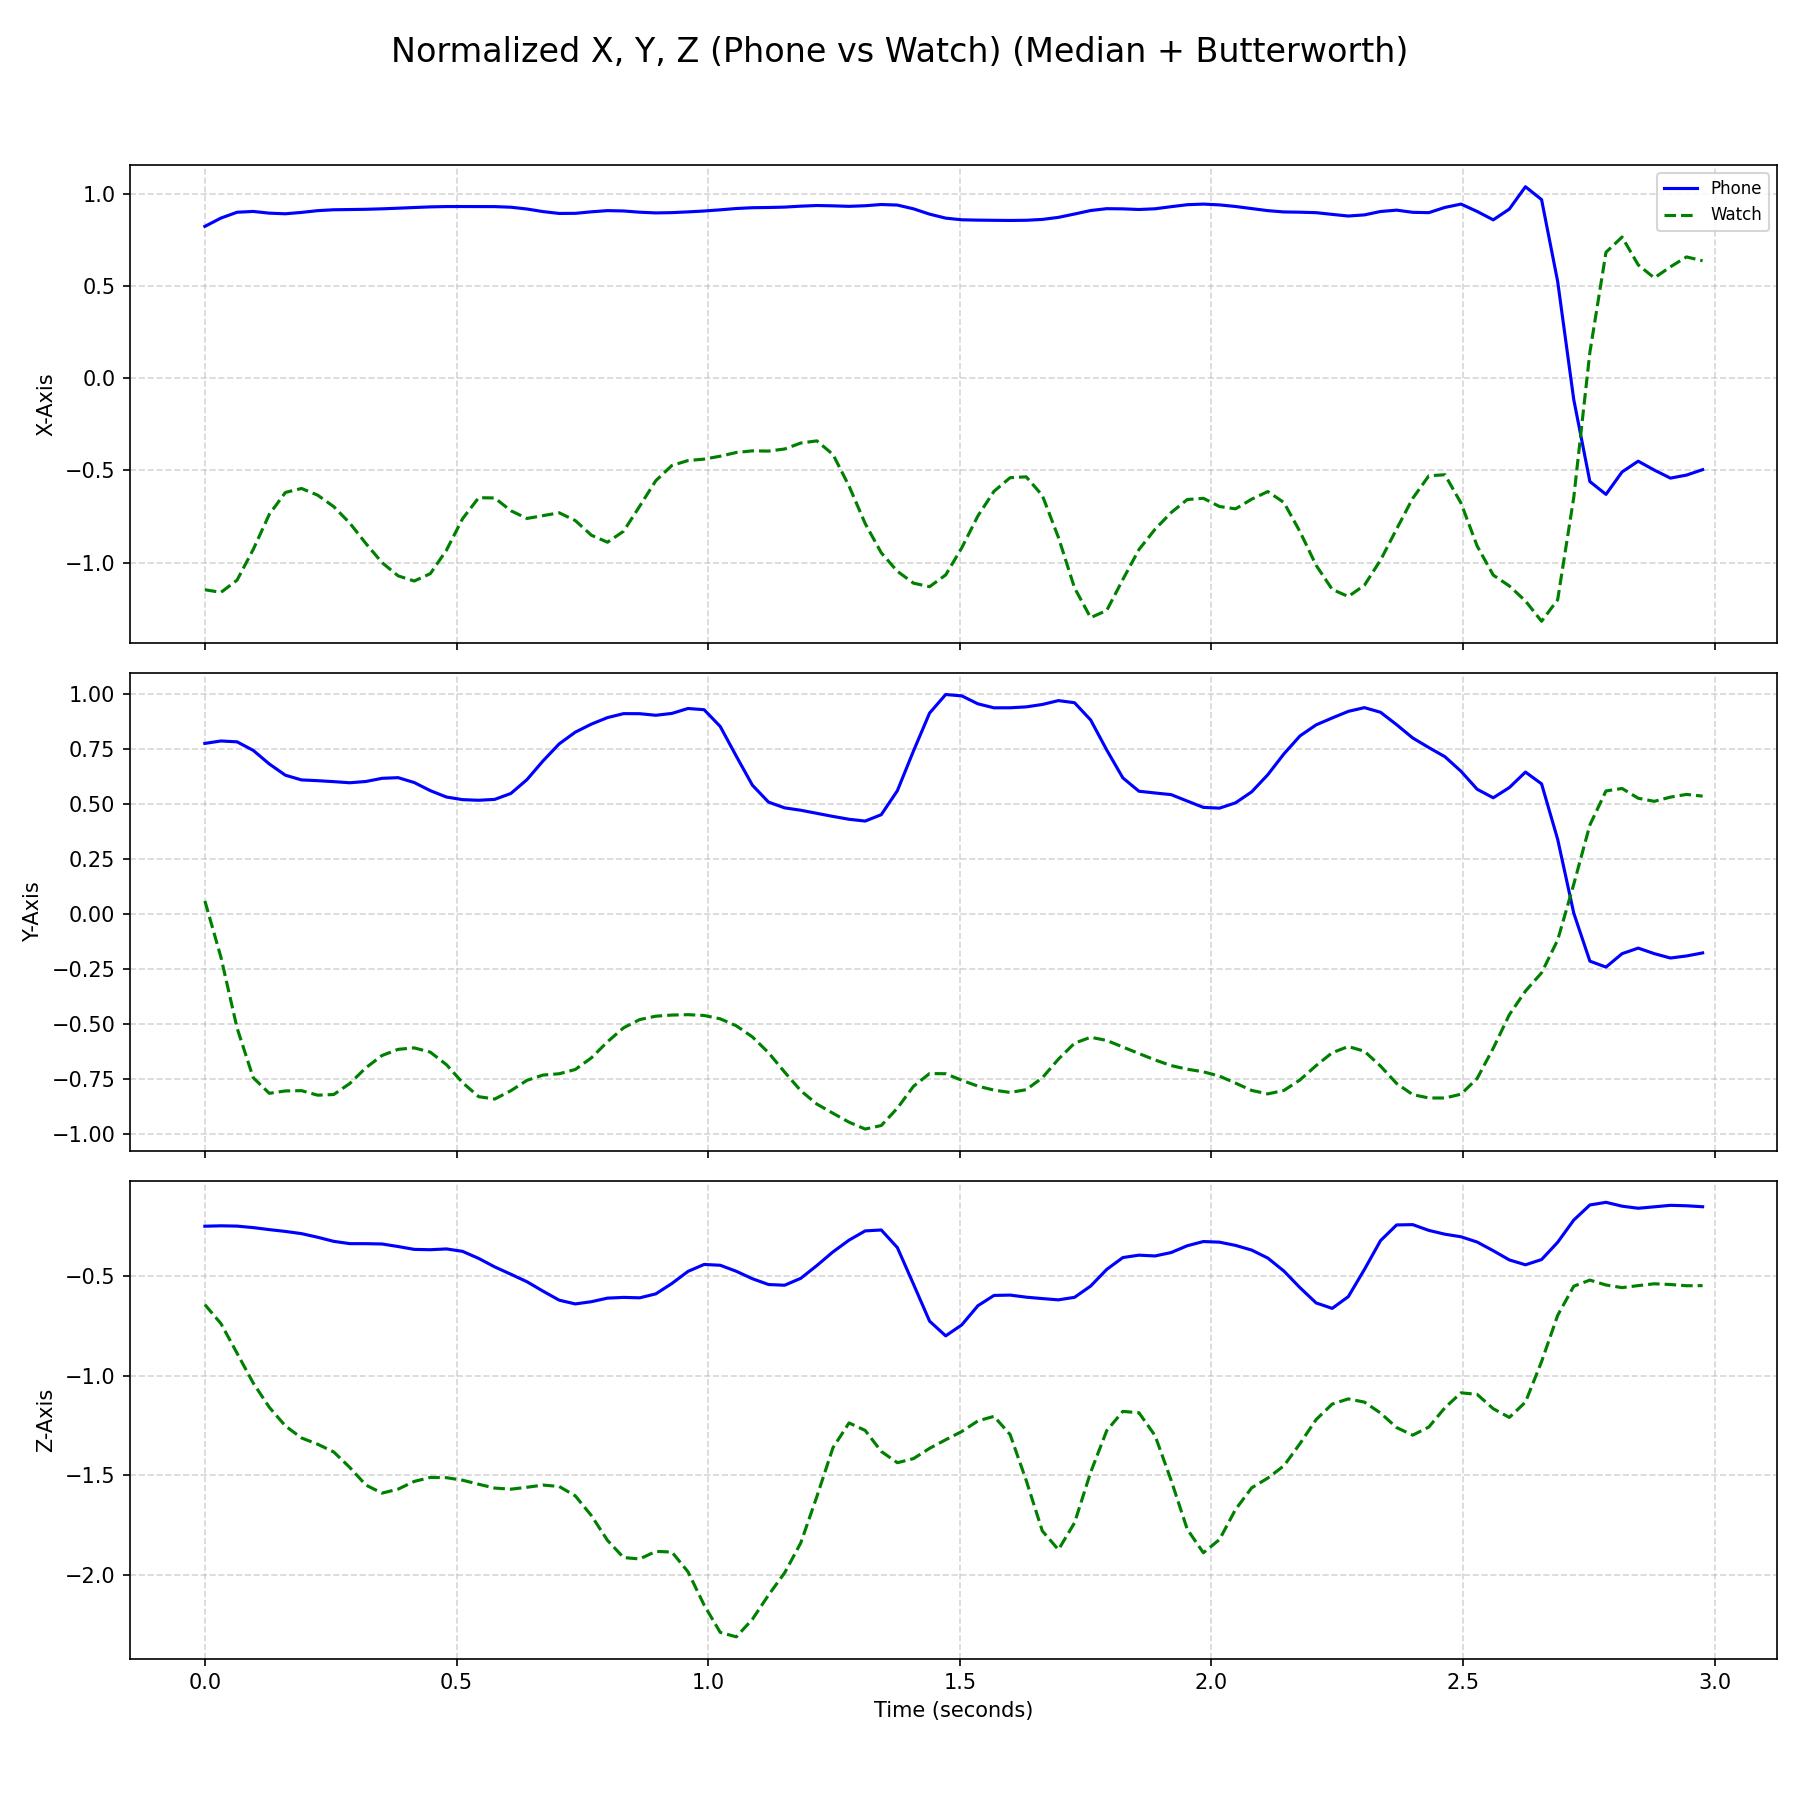 Normalized X, Y, Z (Phone vs Watch) (Median + Butterworth)
Phone
Watch
X-Axis
1.0
0.5
0.0
−0.5
−1.0
Y-Axis
1.00
0.75
0.50
0.25
0.00
−0.25
−0.50
−0.75
−1.00
Z-Axis
−0.5
−1.0
−1.5
−2.0
0.0 0.5 1.0 1.5 2.0 2.5 3.0
Time (seconds)